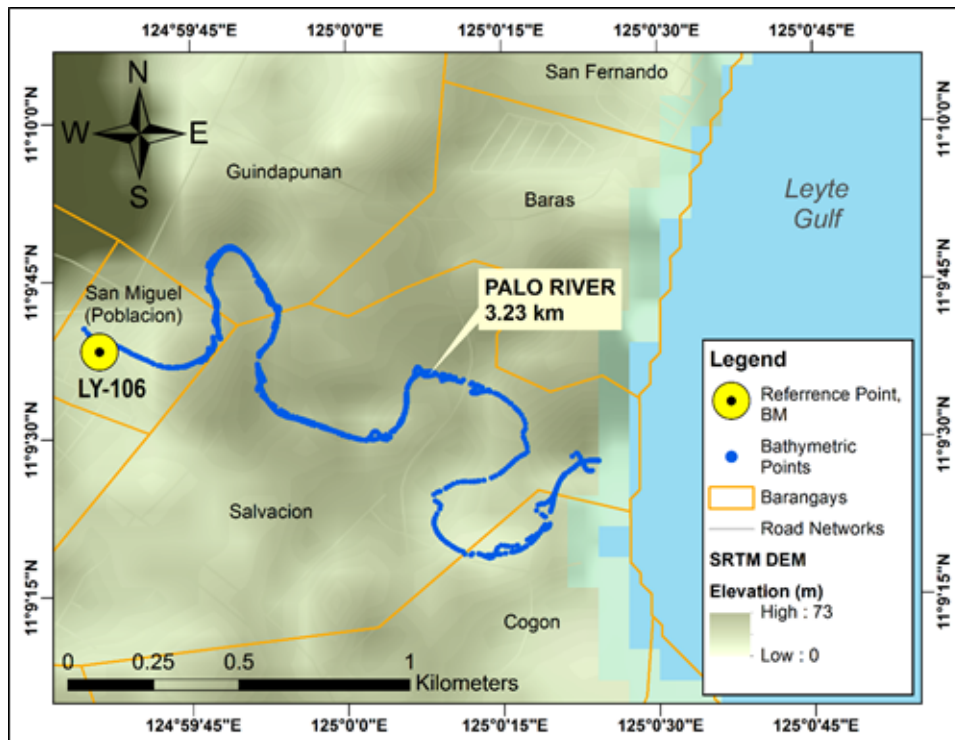 124°59'45"E 125°0'0"E 125°0'15"E 125°0'30"E 125°0'45"E
San Fernando
N
W E
S
11°10'0"N
11°10'0"N
Guindapunan
Baras
Leyte
Gulf
11°9'45"N
11°9'45"N
San Miguel
(Poblacion)
PALO RIVER
3.23 km
LY-106
11°9'30"N
11°9'30"N
Salvacion
11°9'15"N
11°9'15"N
Cogon
0 0.25 0.5 1
Kilometers
Legend
Referrence Point,
BM
Bathymetric
Points
Barangays
Road Networks
SRTM DEM
Elevation (m)
High : 73
Low : 0
124°59'45"E 125°0'0"E 125°0'15"E 125°0'30"E 125°0'45"E